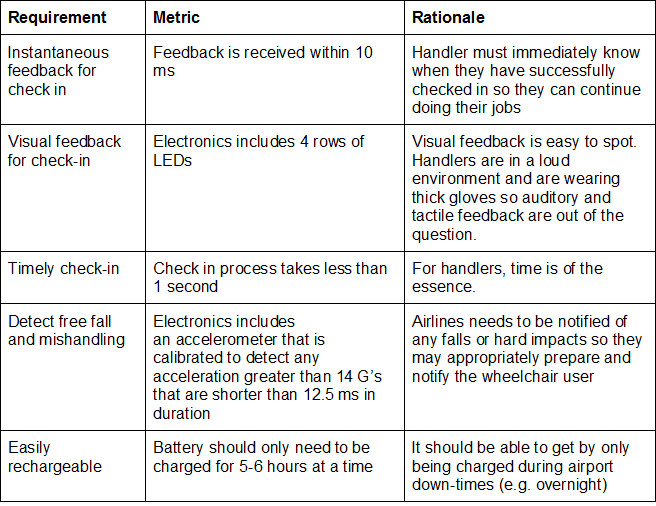 Requirement
Metric
Rationale
Instantaneous
feedback for
check in
Feedback is received within 10
ms
Handler must immediately know
when they have successfully
checked in so they can continue
doing their jobs
Visual feedback
for check-in
Electronics includes 4 rows of
LEDs
Visual feedback is easy to spot.
Handlers are in a loud
environment and are wearing
thick gloves so auditory and
tactile feedback are out of the
question.
Timely check-in
Check in process takes less than
1 second
For handlers, time is of the
essence.
Detect free fall
and mishandling
Electronics includes
an accelerometer that is
calibrated to detect any
acceleration greater than 14 G’s
that are shorter than 12.5 ms in
duration
Airlines needs to be notified of
any falls or hard impacts so they
may appropriately prepare and
notify the wheelchair user
Easily
rechargeable
Battery should only need to be
charged for 5-6 hours at a time
It should be able to get by only
being charged during airport
down-times (e.g. overnight)